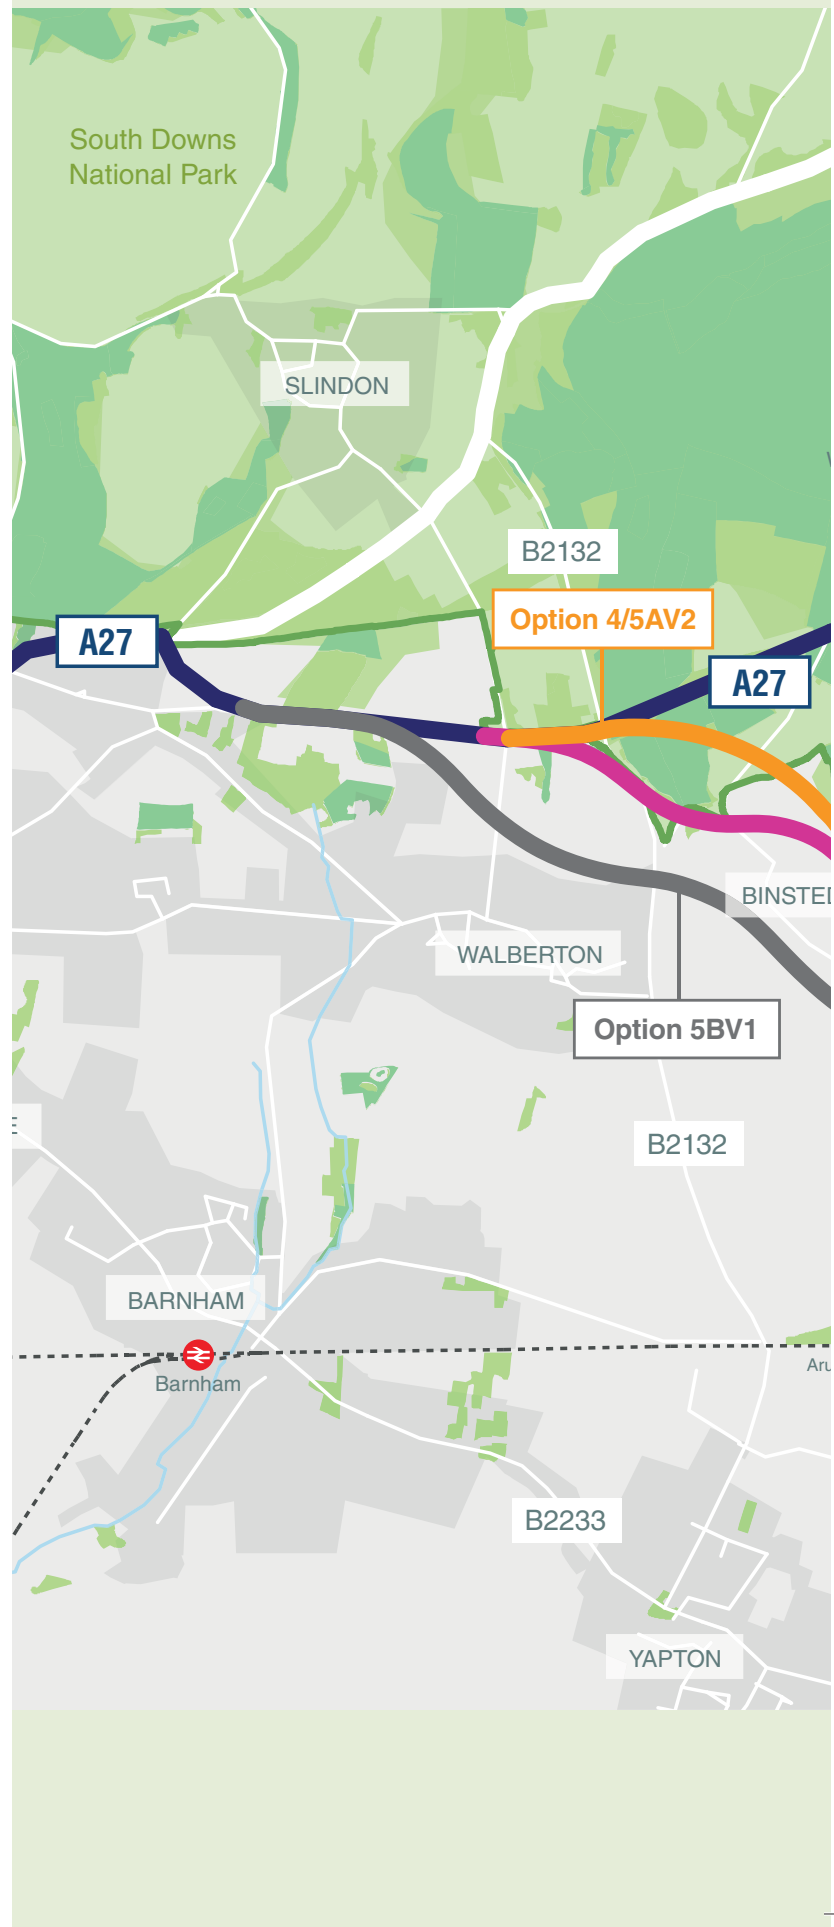 South Downs
National Park
SLINDON
B2132
Option 4/5AV2
A27
A27
BINSTED
WALBERTON
Option 5BV1
B2132
E
BARNHAM
Barnham
Aru
B2233
YAPTON